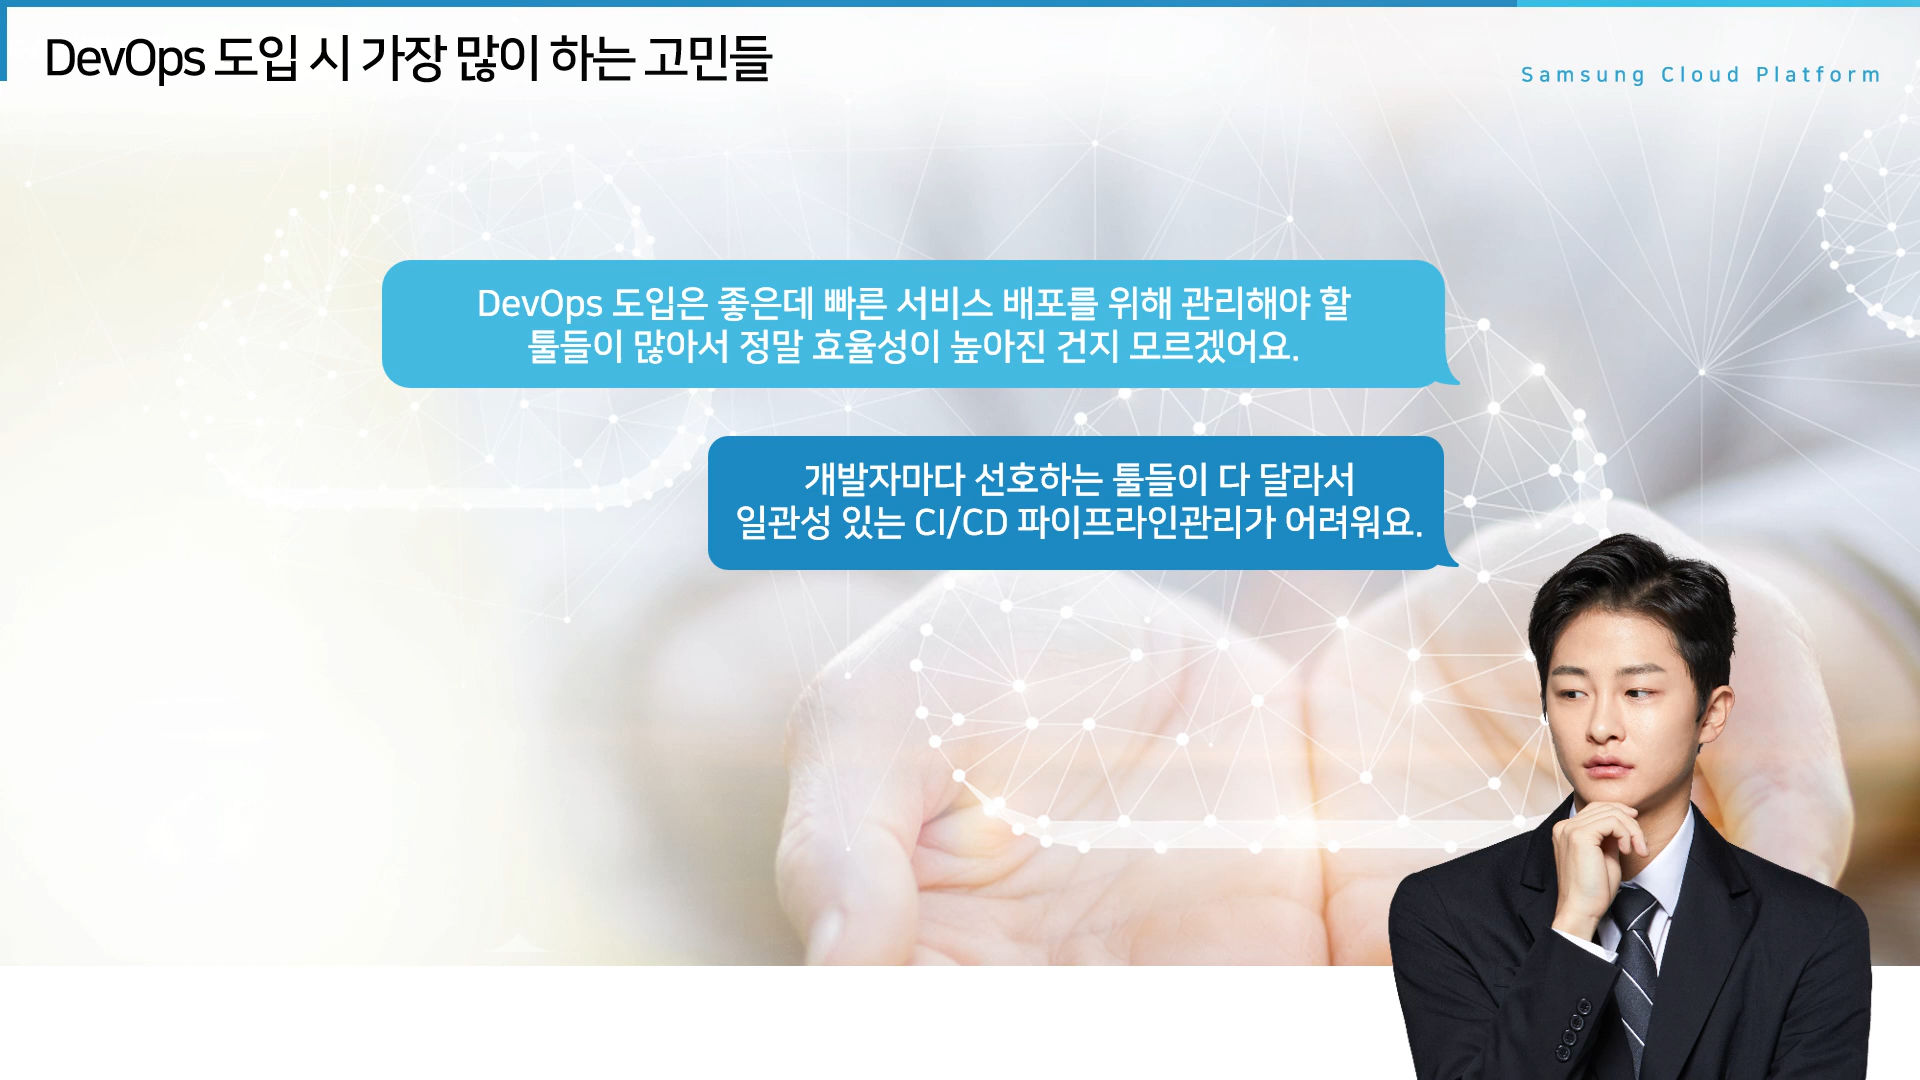 DevOps 도입 시 가장 많이 하는 고민들
Samsung Cloud Platform
DevOps 도입은 좋은데 빠른 서비스 배포를 위해 관리해야 할
툴들이 많아서 정말 효율성이 높아진 건지 모르겠어요.
개발자마다 선호하는 툴들이 다 달라서
일관성 있는 CI/CD 파이프라인관리가 어려워요.